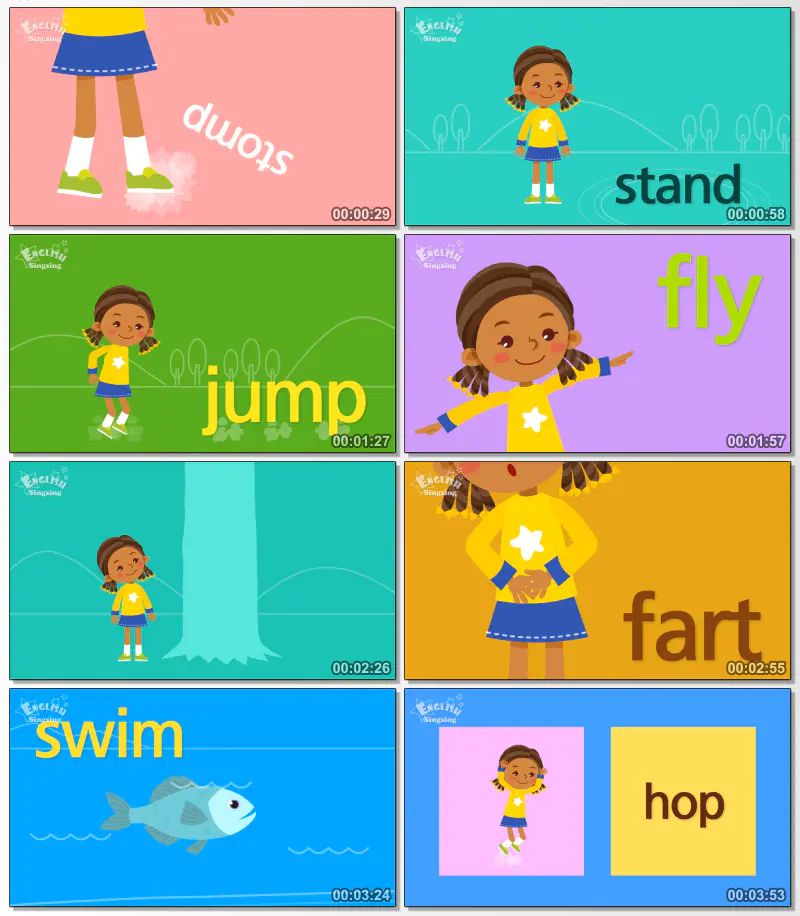 ENGLISH
Singsing
stomp
00:00:29
ENGLISH
Singsing
stand
00:00:58
ENGLISH
Singsing
jump
00:01:27
ENGLISH
Singsing
fly
00:01:57
ENGLISH
Singsing
00:02:26
ENGLISH
Singsing
fart
00:02:55
ENGLISH
Singsing
swim
00:03:24
ENGLISH
Singsing
hop
00:03:53